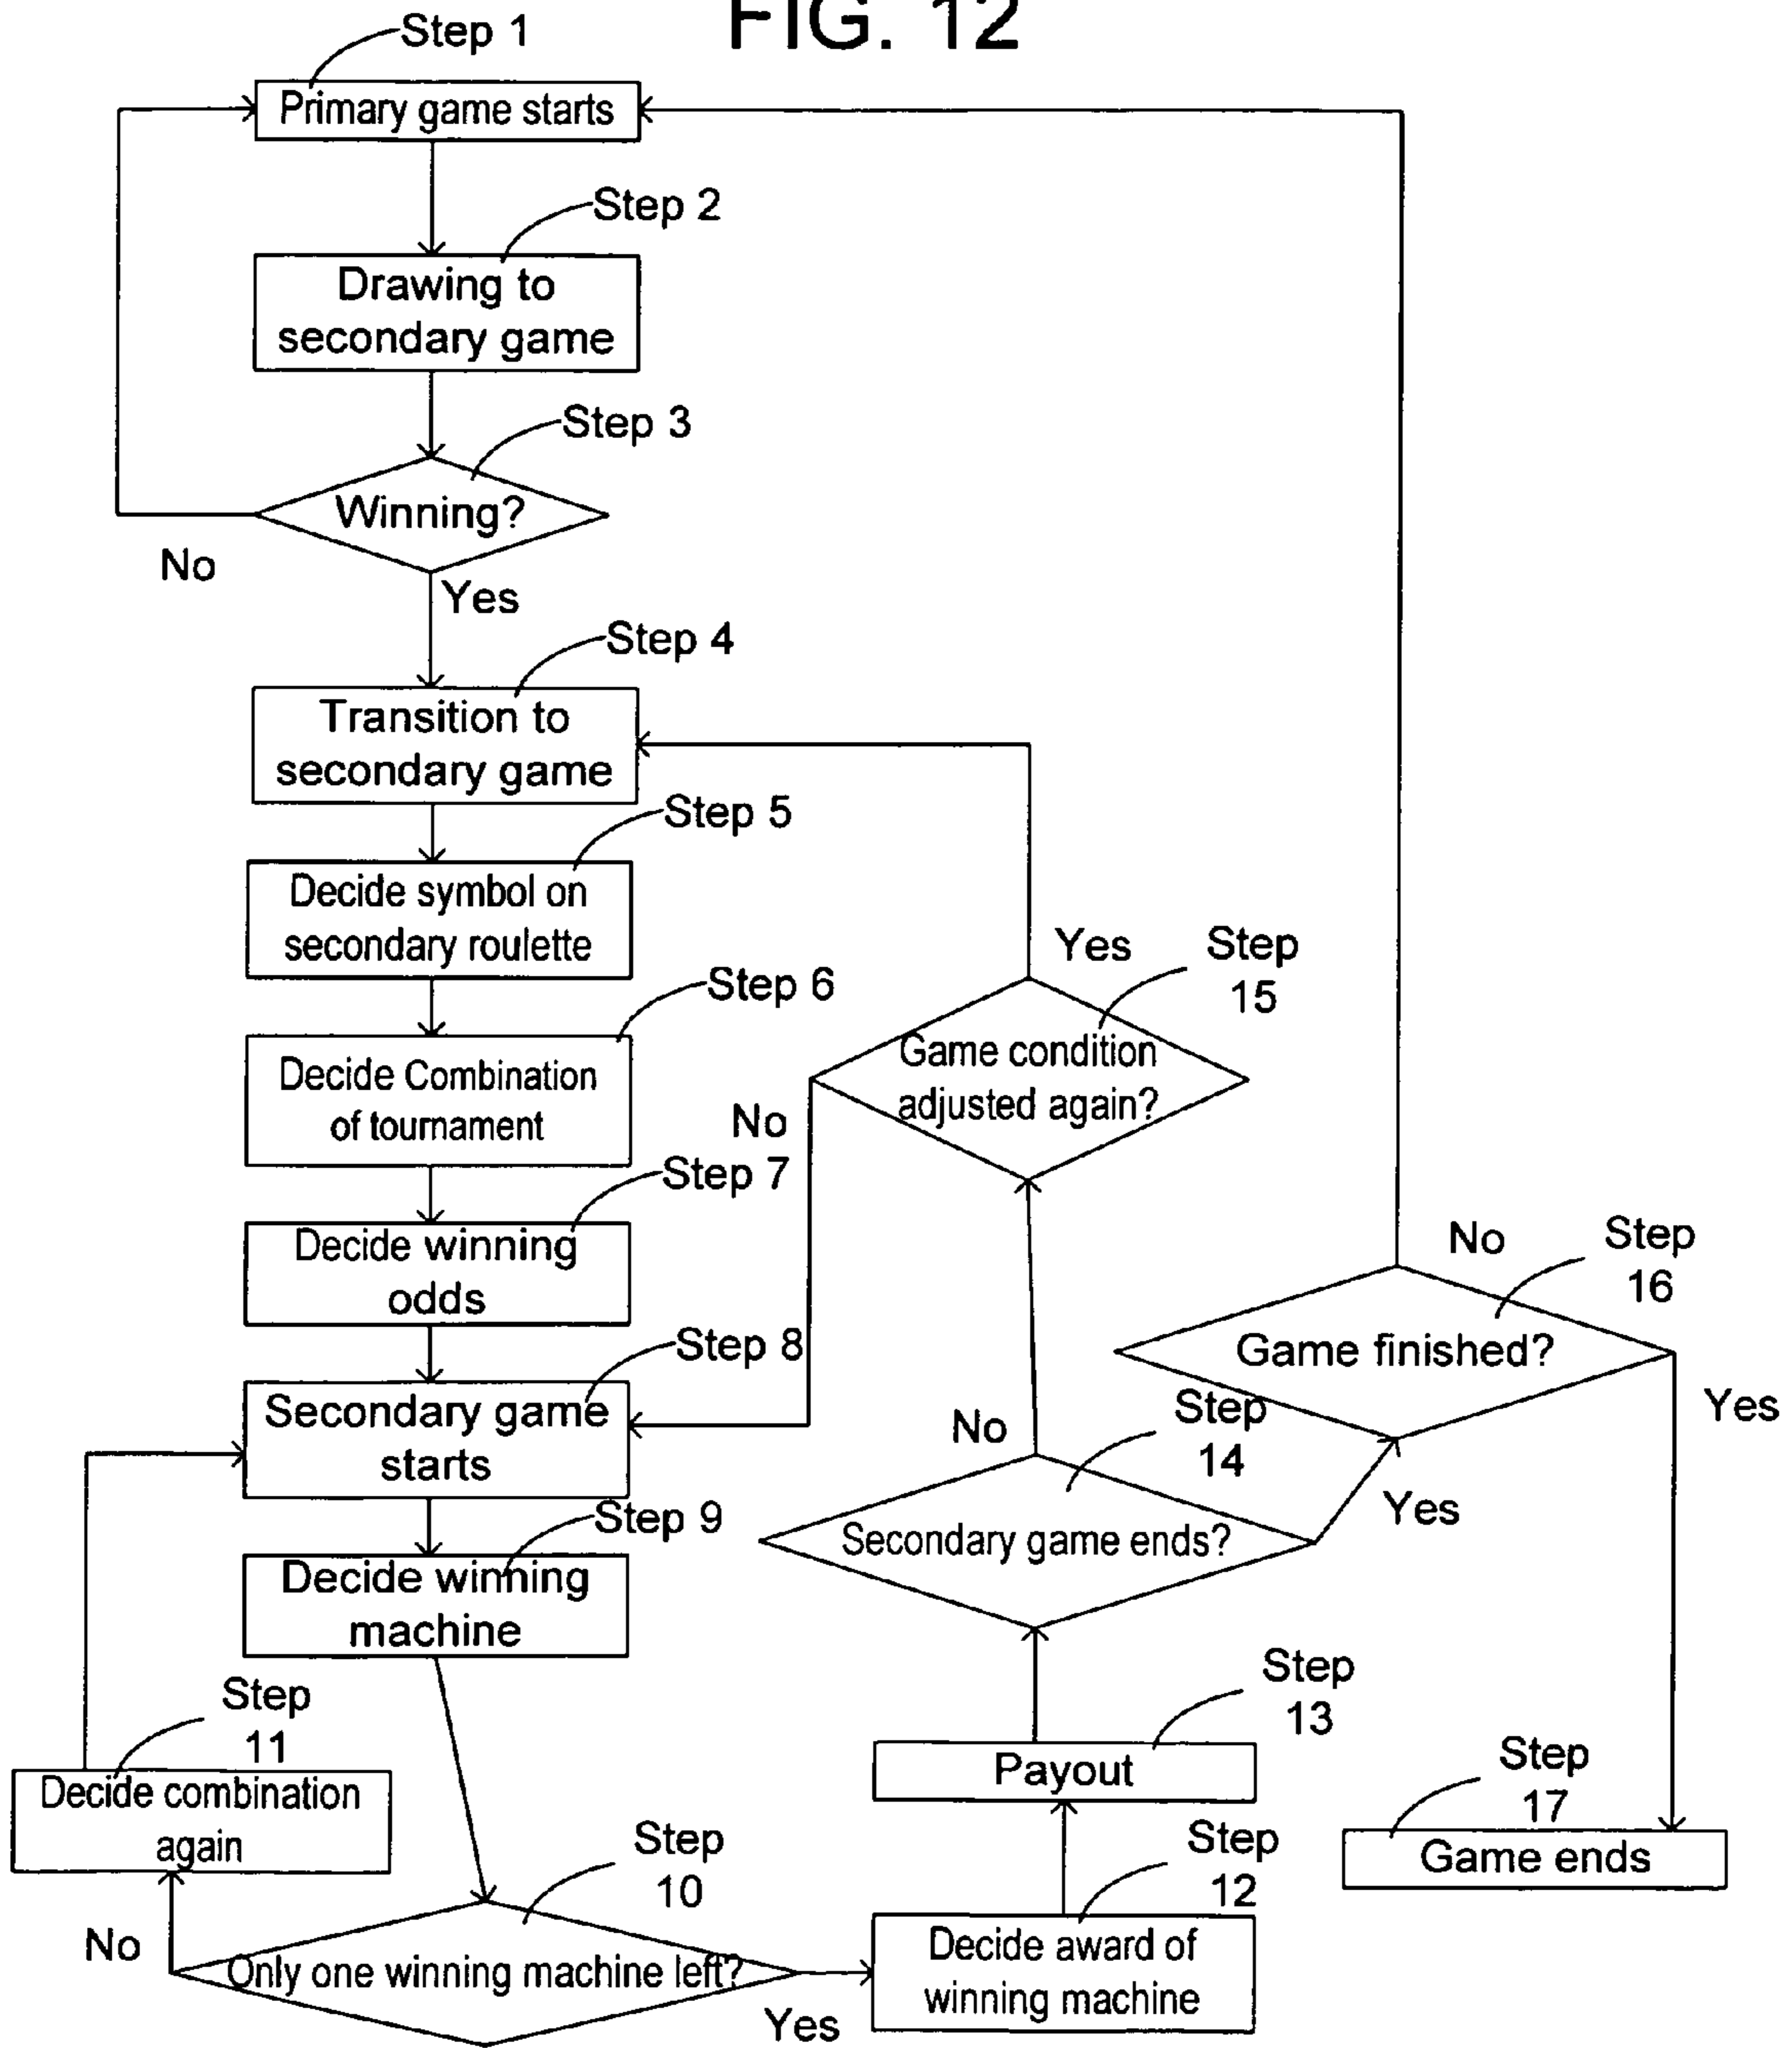 FIG. 12
Step 1
Primary game starts
Step 2
Drawing to
secondary game
Step 3
Winning?
No
Yes
Step 4
Transition to
secondary game
Step 5
Decide symbol on
secondary roulette
Step 6
Decide Combination
of tournament
Step 7
Decide winning
odds
Step 8
Secondary game
starts
Step 9
Decide winning
machine
Step
10
Only one winning machine left?
No
Yes
Step
11
Decide combination
again
Step
12
Decide award of
winning machine
Step
13
Payout
Step
14
Secondary game ends?
No
Yes
Step
15
Game condition
adjusted again?
Yes
No
Step
16
Game finished?
No
Yes
Step
17
Game ends